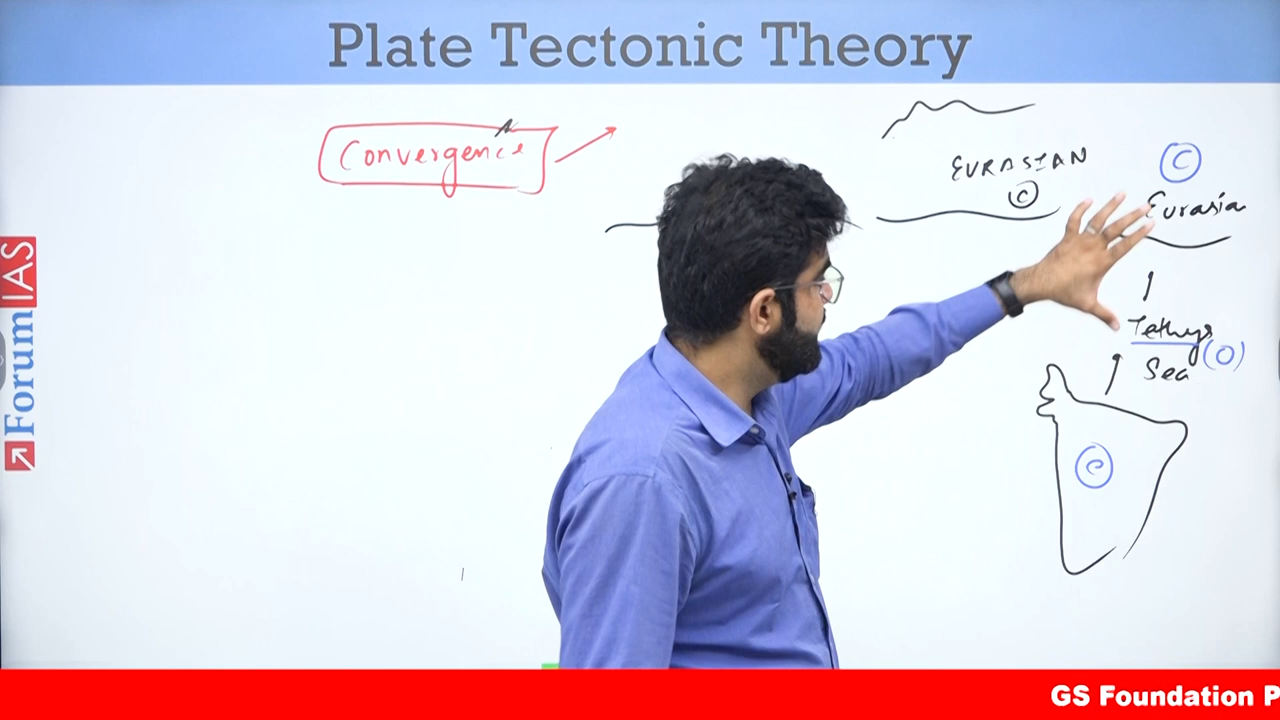 Plate Tectonic Theory
Convergence
N
EURASIAN
C
C
Eurasia
Tethys
Sea (O)
C
Forum IAS
GS Foundation P